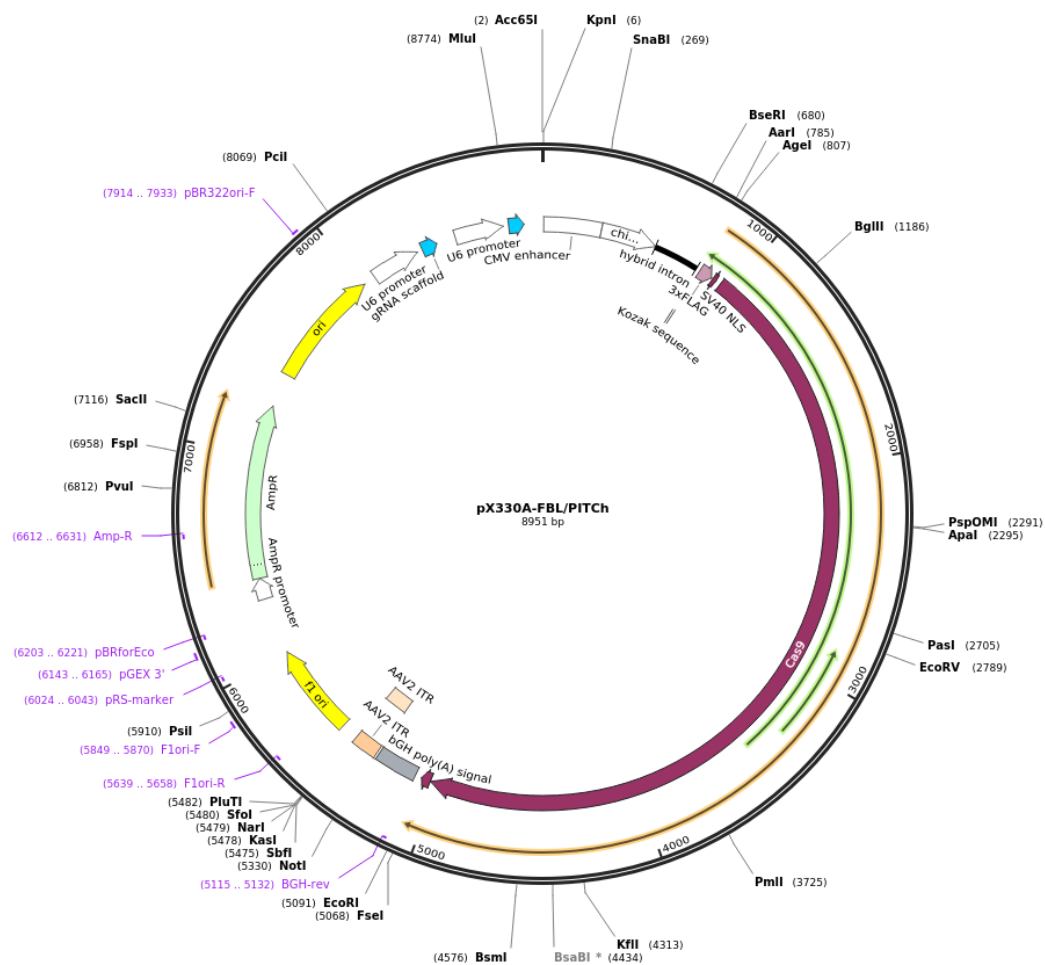 (2) Acc65I
KpnI (6)
(8774) MluI
SnaBI (269)
BseRI (680)
AarI (785)
AgeI (807)
(8069) PciI
(7914 .. 7933) pBR322ori-F
BglII (1186)
8000
1000
U6 promoter
gRNA scaffold
U6 promoter
CMV enhancer
chi...
hybrid intron
3xFLAG
SV40 NLS
Kozak sequence
ori
(7116) SacII
(6958) FspI
7000
2000
(6812) PvuI
AmpR
pX330A-FBL/PITCh
8951 bp
PspOMI (2291)
ApaI (2295)
(6612 .. 6631) Amp-R
...
AmpR promoter
(6203 .. 6221) pBRforEco
(6143 .. 6165) pGEX 3'
(6024 .. 6043) pRS-marker
6000
(5910) PsiI
(5849 .. 5870) F1ori-F
(5639 .. 5658) F1ori-R
PasI (2705)
EcoRV (2789)
Cas9
3000
f1 ori
AAV2 ITR
AAV2 ITR
bGH poly(A) signal
(5482) PluTI
(5480) SfoI
(5479) NarI
(5478) KasI
(5475) SbfI
(5330) NotI
(5115 .. 5132) BGH-rev
(5091) EcoRI
(5068) FseI
5000
4000
PmlI (3725)
KflI (4313)
(4576) BsmI
BsaBI * (4434)